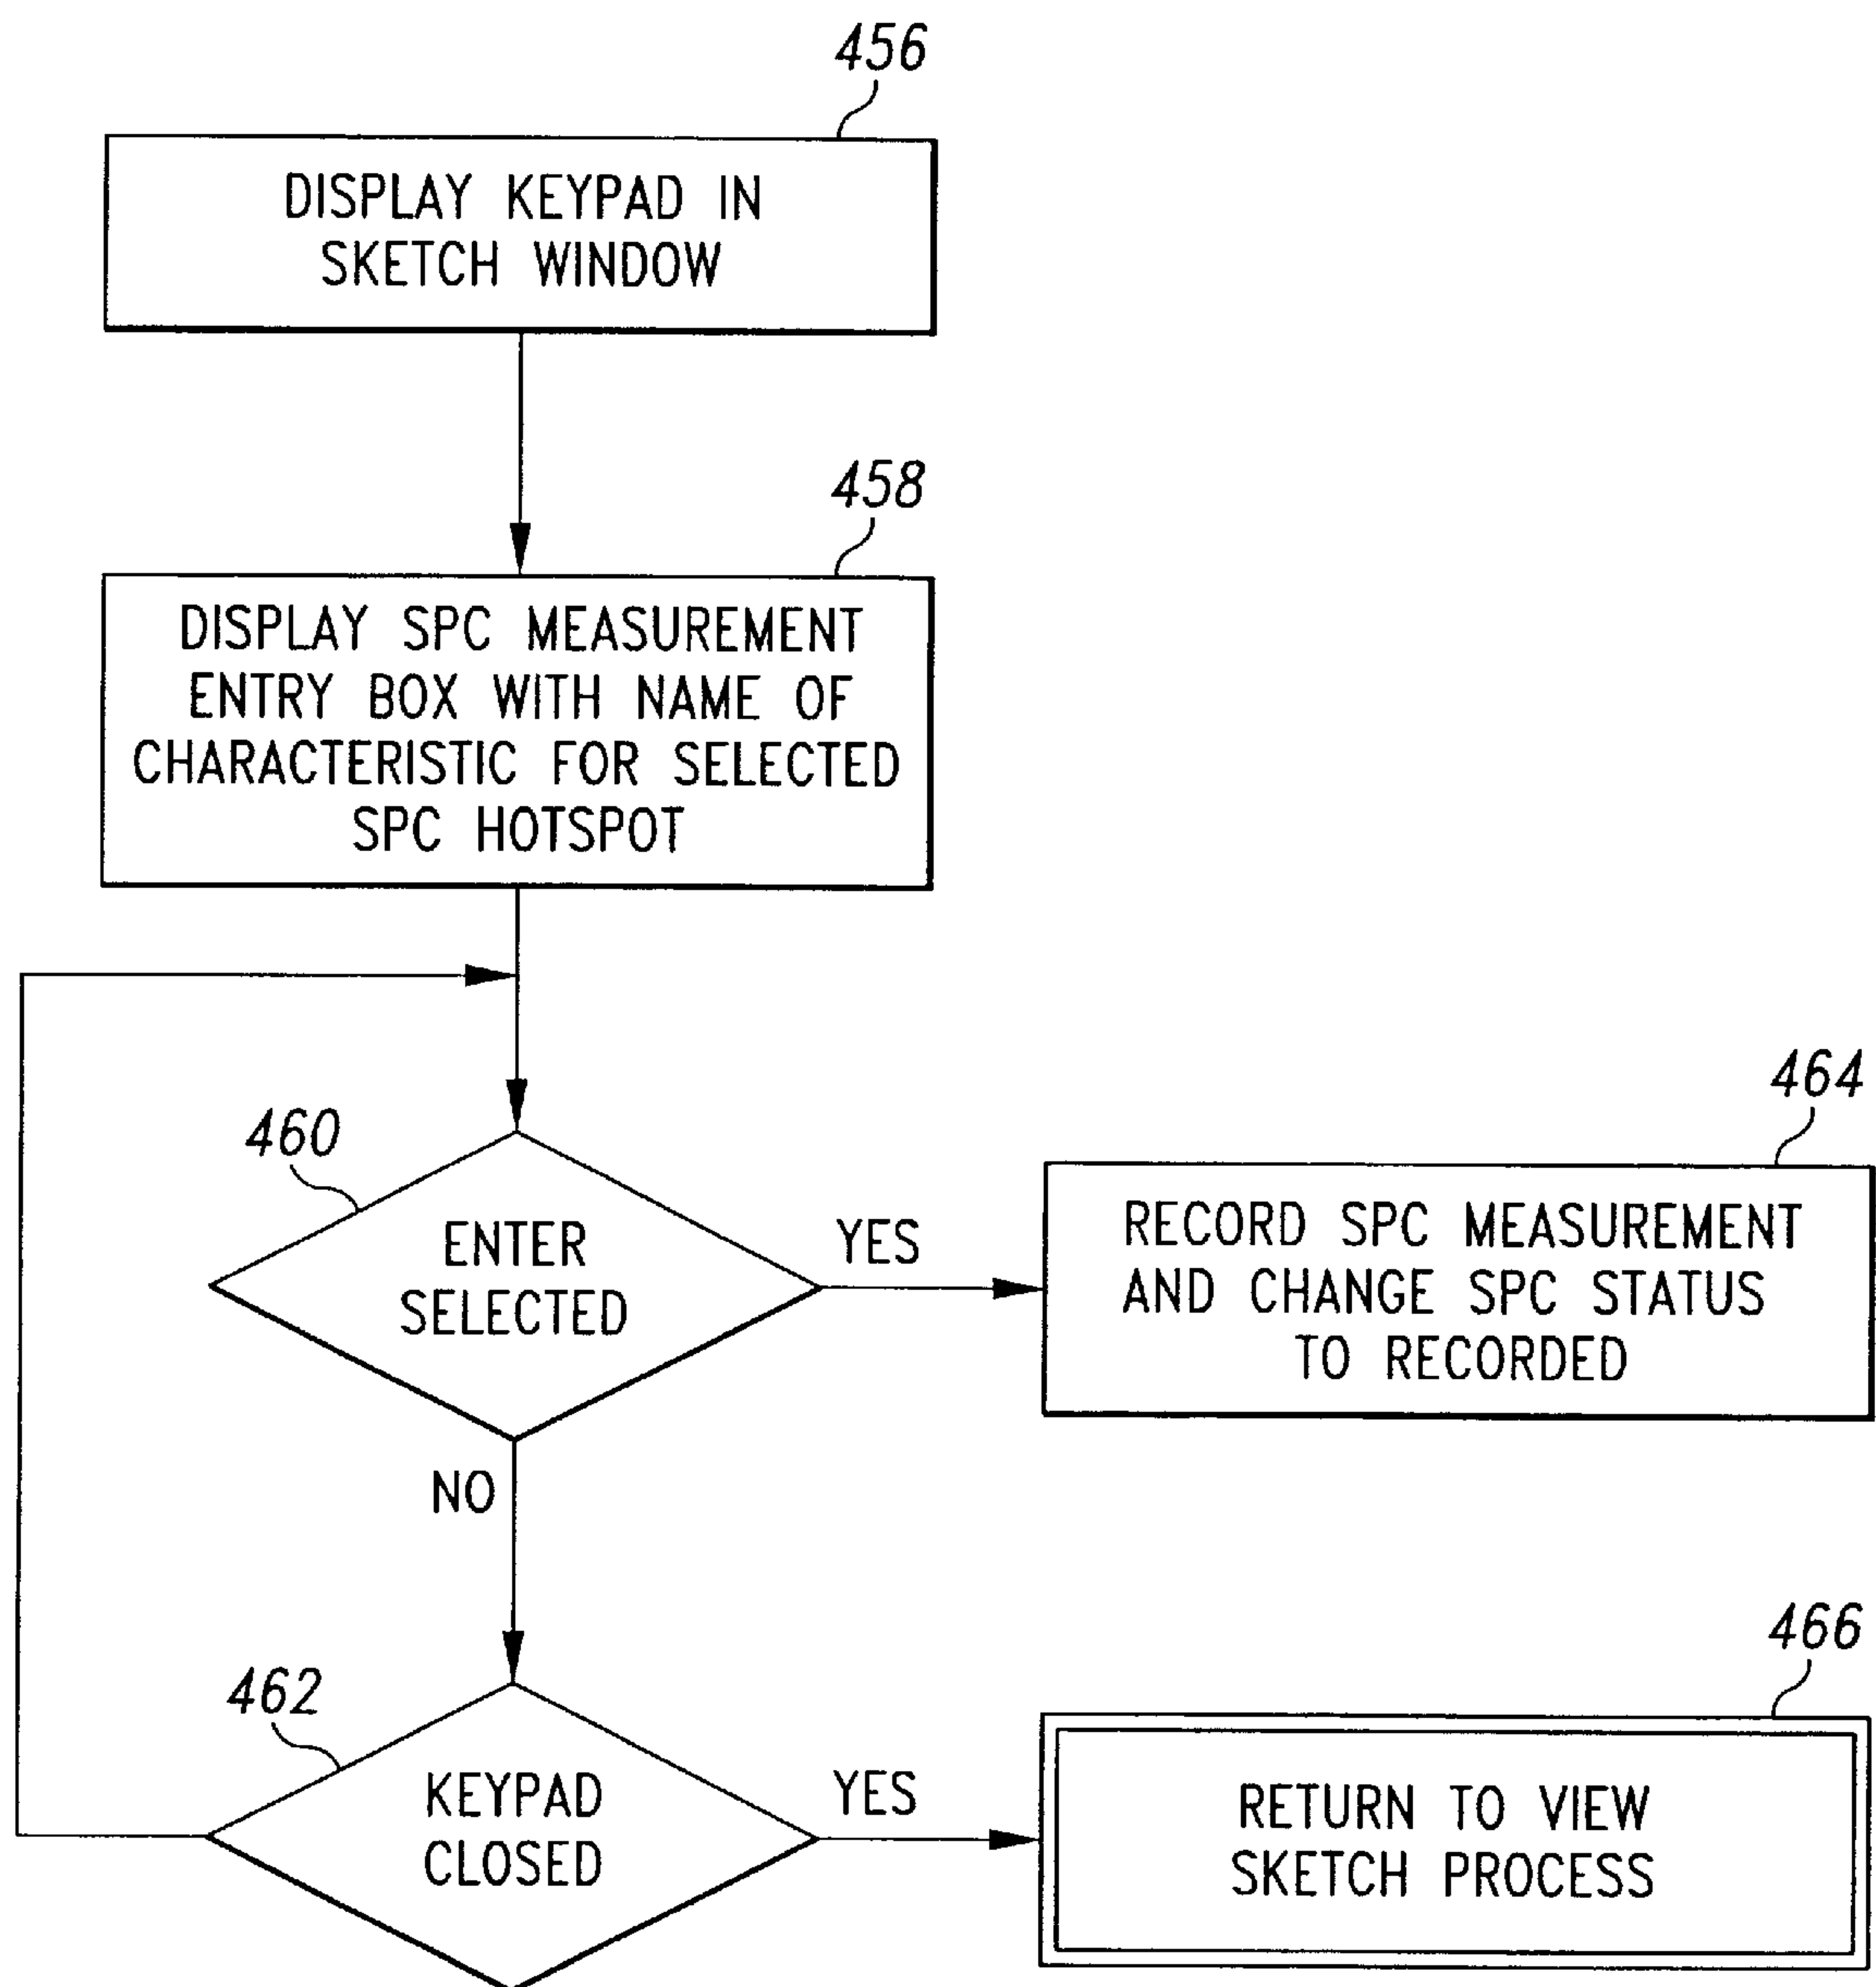 456
DISPLAY KEYPAD IN
SKETCH WINDOW
458
DISPLAY SPC MEASUREMENT
ENTRY BOX WITH NAME OF
CHARACTERISTIC FOR SELECTED
SPC HOTSPOT
460
ENTER
SELECTED
YES
464
RECORD SPC MEASUREMENT
AND CHANGE SPC STATUS
TO RECORDED
NO
462
KEYPAD
CLOSED
YES
466
RETURN TO VIEW
SKETCH PROCESS